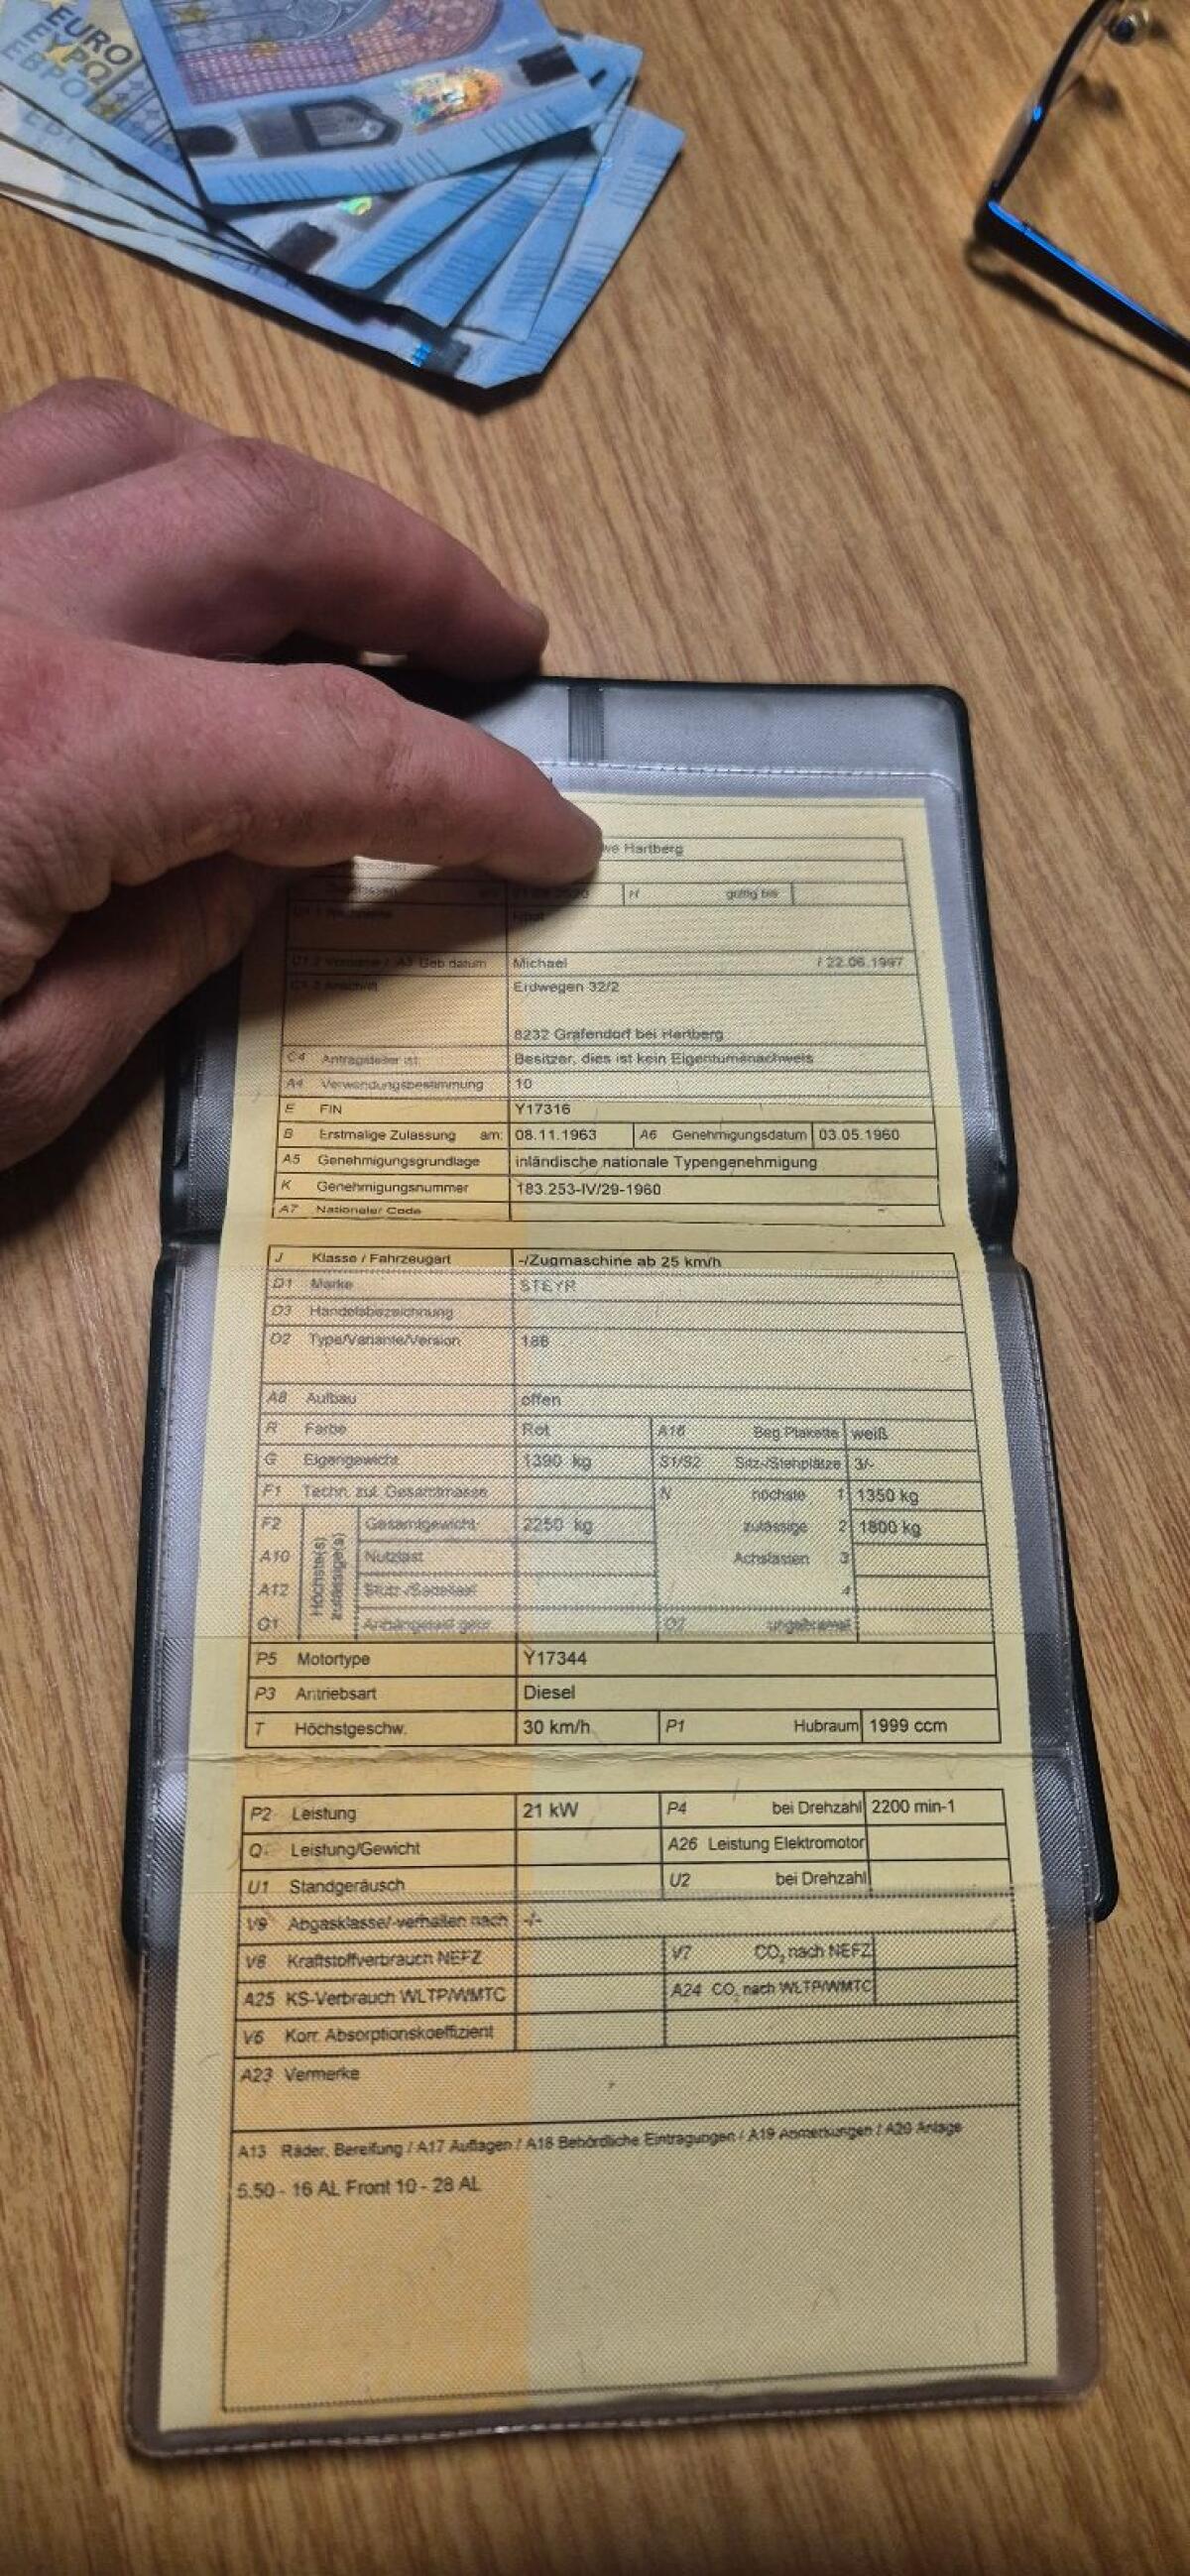 EURO
ΕΥΡΩ
ЕВРО
we Hartberg
gültig bis
Geb datum Michael / 22.06.1997
Erdwegen 32/2
8232 Grafendorf bei Hartberg
C4 Antragsteller ist: Besitzer, dies ist kein Eigentumsnachweis
A4 Verwendungsbestimmung 10
E FIN Y17316
B Erstmalige Zulassung am: 08.11.1963 A6 Genehmigungsdatum 03.05.1960
A5 Genehmigungsgrundlage inländische nationale Typengenehmigung
K Genehmigungsnummer 183.253-IV/29-1960
A7 Nationaler Code
J Klasse / Fahrzeugart -/Zugmaschine ab 25 km/h
D1 Marke STEYR
D3 Handelsbezeichnung
D2 Type/Variante/Version 188
A8 Aufbau offen
R Farbe Rot A16 Beg.Plakette weiß
G Eigengewicht 1390 kg S1/S2 Sitz-/Stehplätze 3/-
F1 Techn. zul. Gesamtmasse N höchste 1 1350 kg
F2 Höchste(s) zulässige(s) Gesamtgewicht 2250 kg zulässige 2 1800 kg
A10 Nutzlast Achslasten 3
A12 Stütz-/Sattellast 4
O1 Anhängelast gebr. O2 ungebremst
P5 Motortype Y17344
P3 Antriebsart Diesel
T Höchstgeschw. 30 km/h P1 Hubraum 1999 ccm
P2 Leistung 21 kW P4 bei Drehzahl 2200 min-1
Q Leistung/Gewicht A26 Leistung Elektromotor
U1 Standgeräusch U2 bei Drehzahl
V9 Abgasklasse/-verhalten nach -/-
V8 Kraftstoffverbrauch NEFZ V7 CO2 nach NEFZ
A25 KS-Verbrauch WLTP/WMTC A24 CO2 nach WLTP/WMTC
V6 Korr. Absorptionskoeffizient
A23 Vermerke
A13 Räder, Bereifung / A17 Auflagen / A18 Behördliche Eintragungen / A19 Anmerkungen / A20 Anlage
5.50 - 16 AL Front 10 - 28 AL